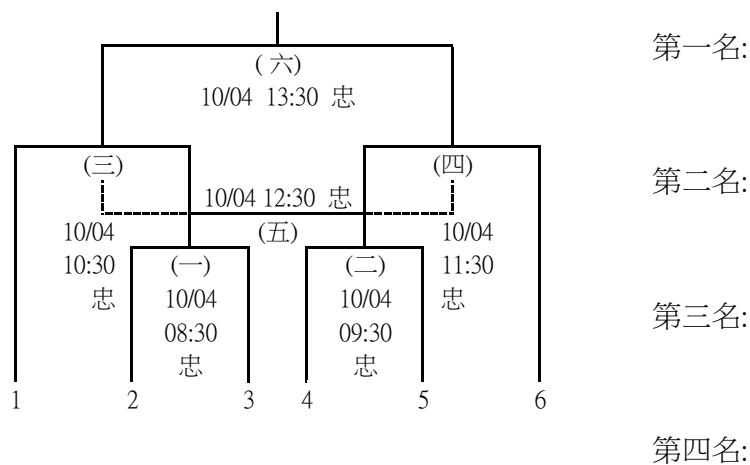 (六)
10/04 13:30 忠
第一名:
(三)
(四)
第二名:
10/04 12:30 忠
(五)
10/04
10:30
忠
10/04
11:30
忠
(一)
10/04
08:30
忠
(二)
10/04
09:30
忠
第三名:
1 2 3 4 5 6
第四名: